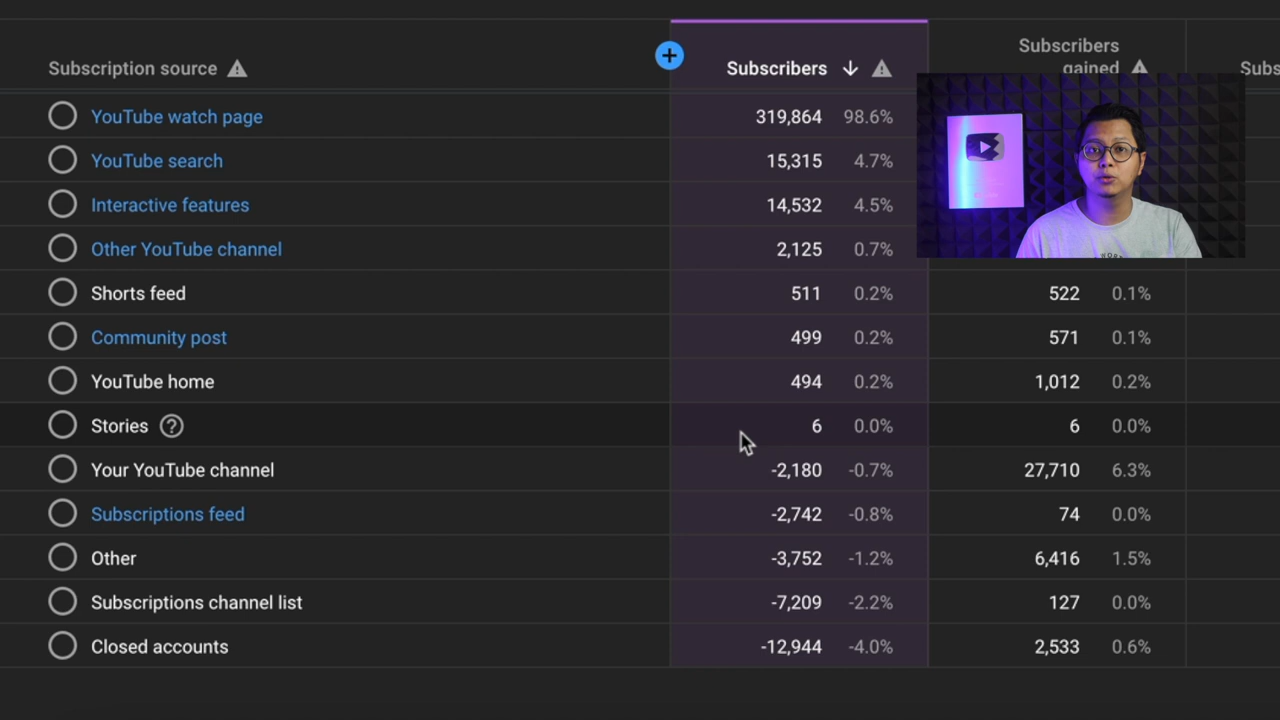 Subscription source
Subscribers
Subscribers gained
Subs
YouTube watch page 319,864 98.6%
YouTube search 15,315 4.7%
Interactive features 14,532 4.5%
Other YouTube channel 2,125 0.7%
Shorts feed 511 0.2% 522 0.1%
Community post 499 0.2% 571 0.1%
YouTube home 494 0.2% 1,012 0.2%
Stories ? 6 0.0% 6 0.0%
Your YouTube channel -2,180 -0.7% 27,710 6.3%
Subscriptions feed -2,742 -0.8% 74 0.0%
Other -3,752 -1.2% 6,416 1.5%
Subscriptions channel list -7,209 -2.2% 127 0.0%
Closed accounts -12,944 -4.0% 2,533 0.6%